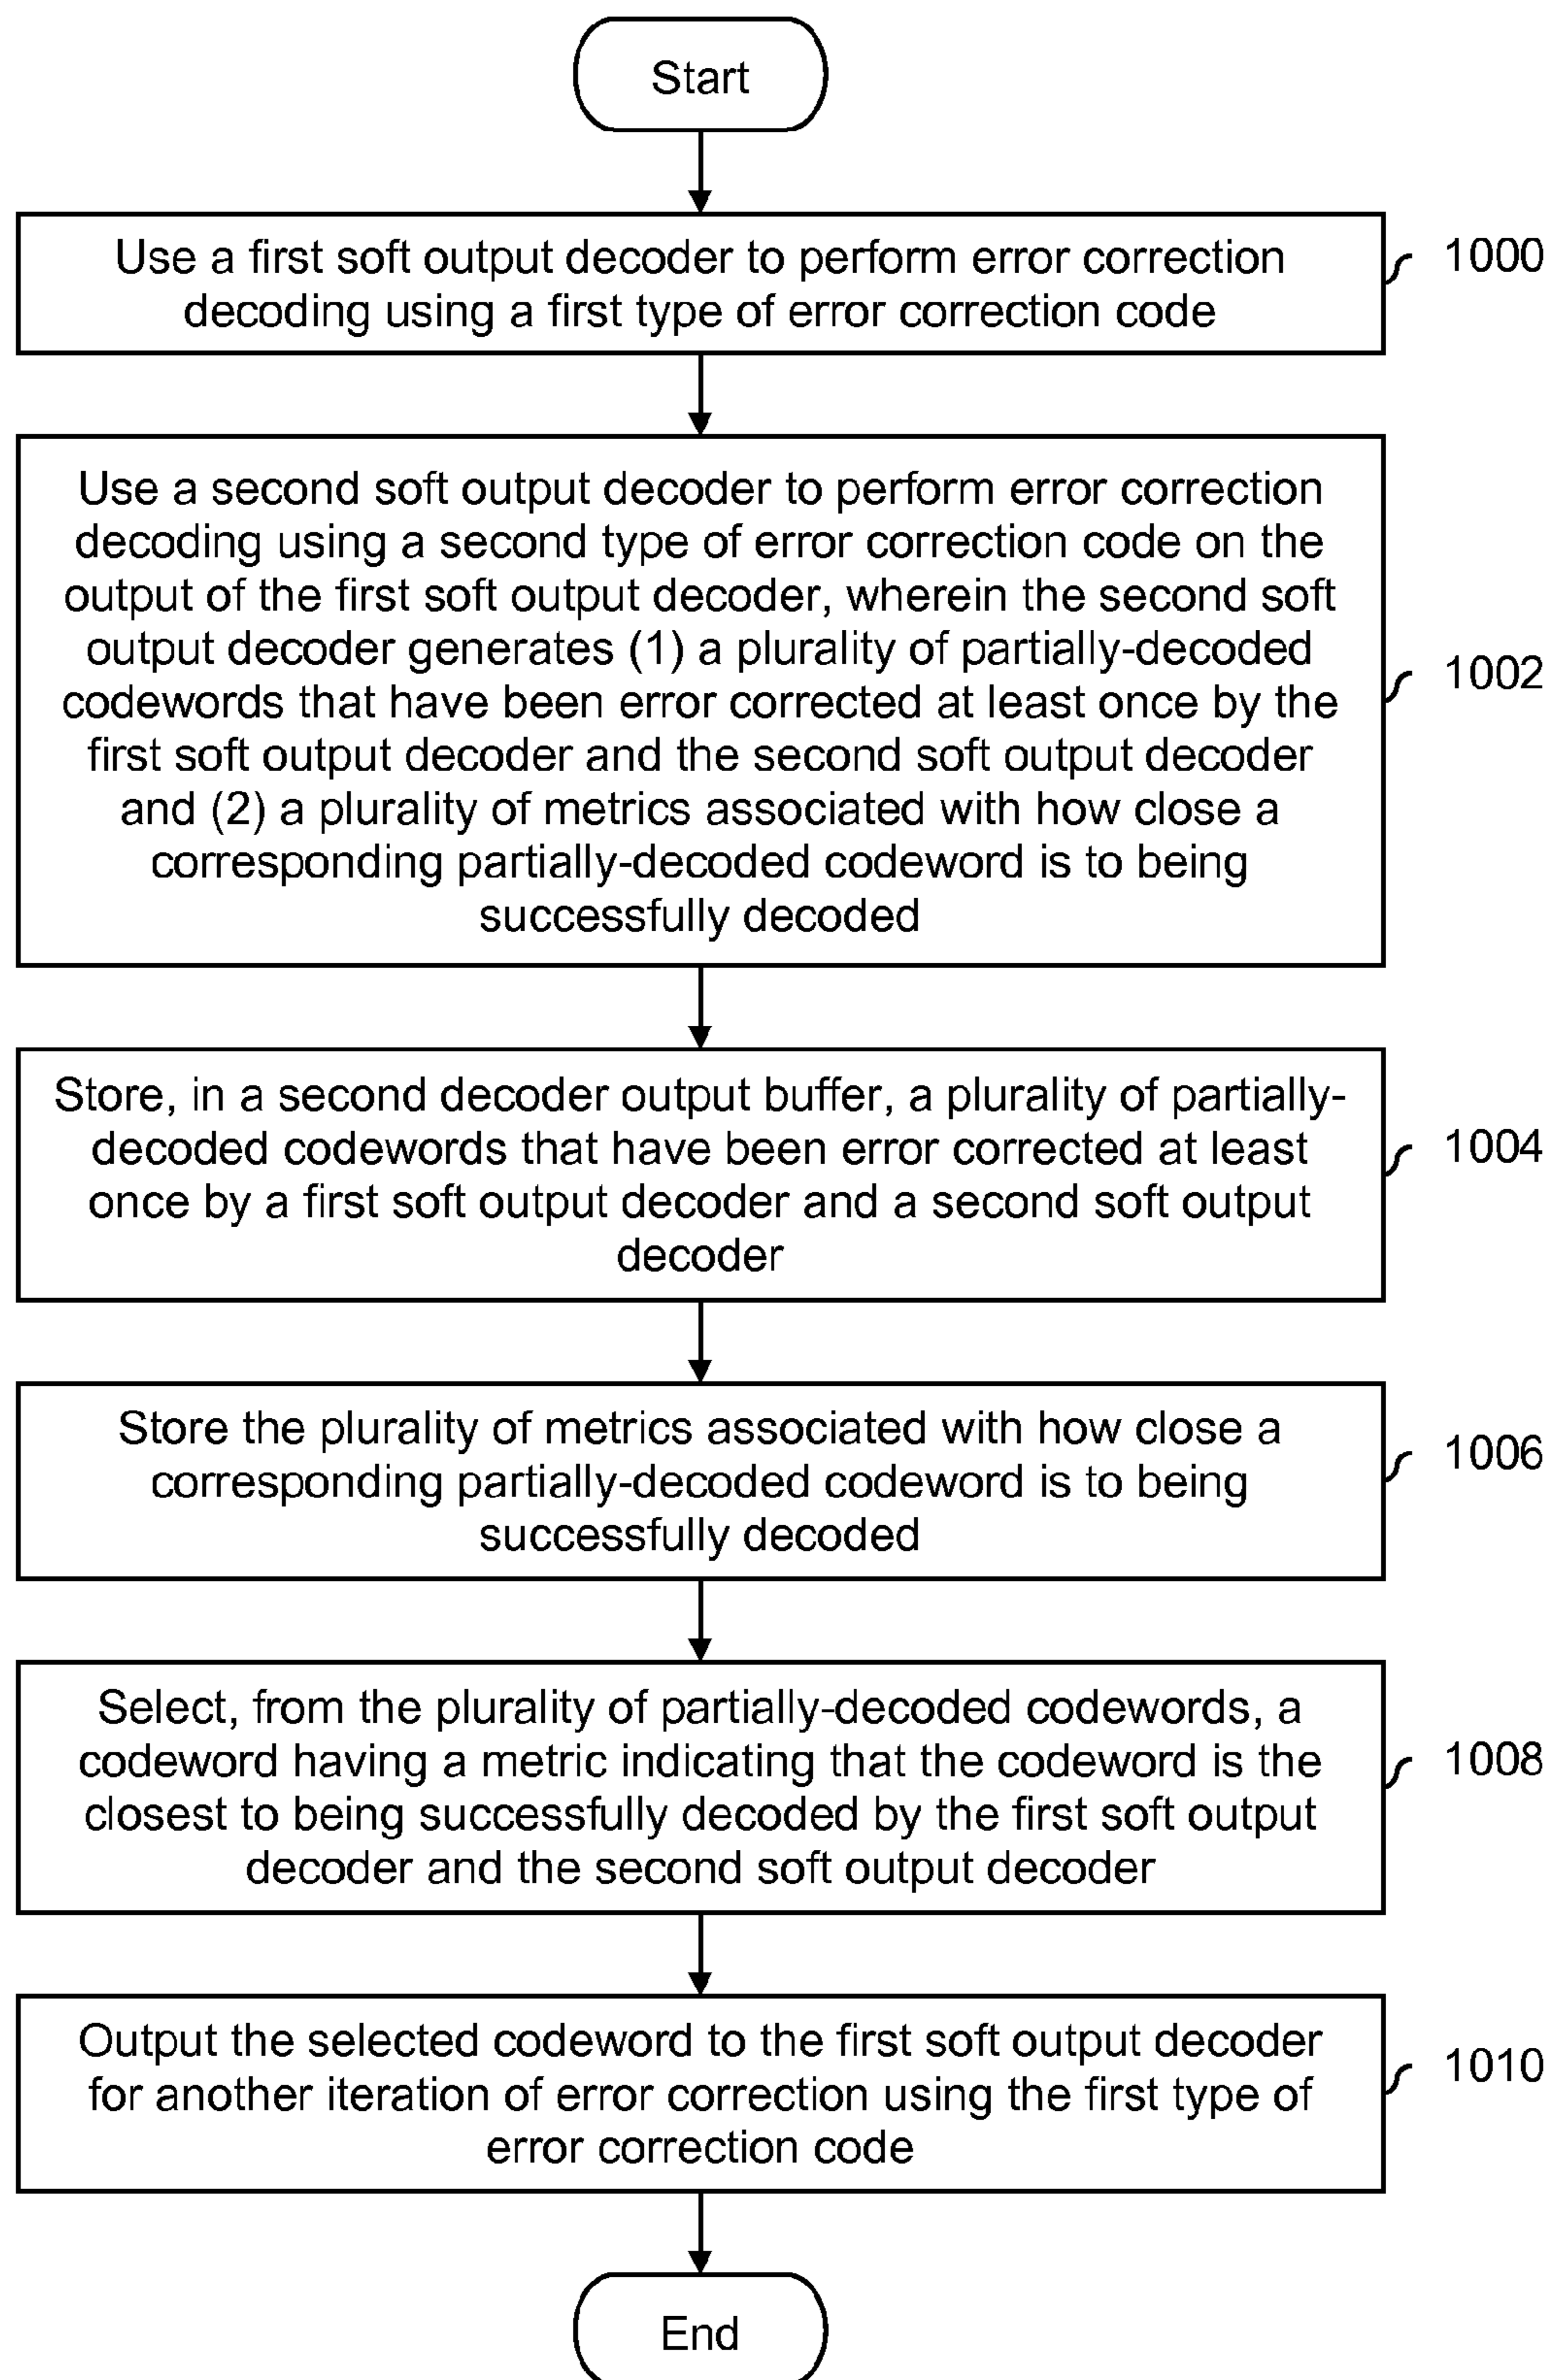 Start
Use a first soft output decoder to perform error correction
decoding using a first type of error correction code
1000
Use a second soft output decoder to perform error correction
decoding using a second type of error correction code on the
output of the first soft output decoder, wherein the second soft
output decoder generates (1) a plurality of partially-decoded
codewords that have been error corrected at least once by the
first soft output decoder and the second soft output decoder
and (2) a plurality of metrics associated with how close a
corresponding partially-decoded codeword is to being
successfully decoded
1002
Store, in a second decoder output buffer, a plurality of partially-
decoded codewords that have been error corrected at least
once by a first soft output decoder and a second soft output
decoder
1004
Store the plurality of metrics associated with how close a
corresponding partially-decoded codeword is to being
successfully decoded
1006
Select, from the plurality of partially-decoded codewords, a
codeword having a metric indicating that the codeword is the
closest to being successfully decoded by the first soft output
decoder and the second soft output decoder
1008
Output the selected codeword to the first soft output decoder
for another iteration of error correction using the first type of
error correction code
1010
End